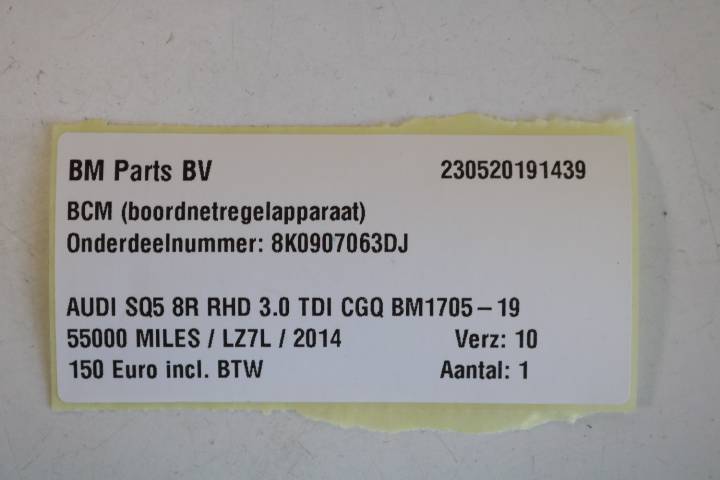 BM Parts BV 230520191439
BCM (boordnetregelapparaat)
Onderdeelnummer: 8K0907063DJ
AUDI SQ5 8R RHD 3.0 TDI CGQ BM1705 – 19
55000 MILES / LZ7L / 2014 Verz: 10
150 Euro incl. BTW Aantal: 1